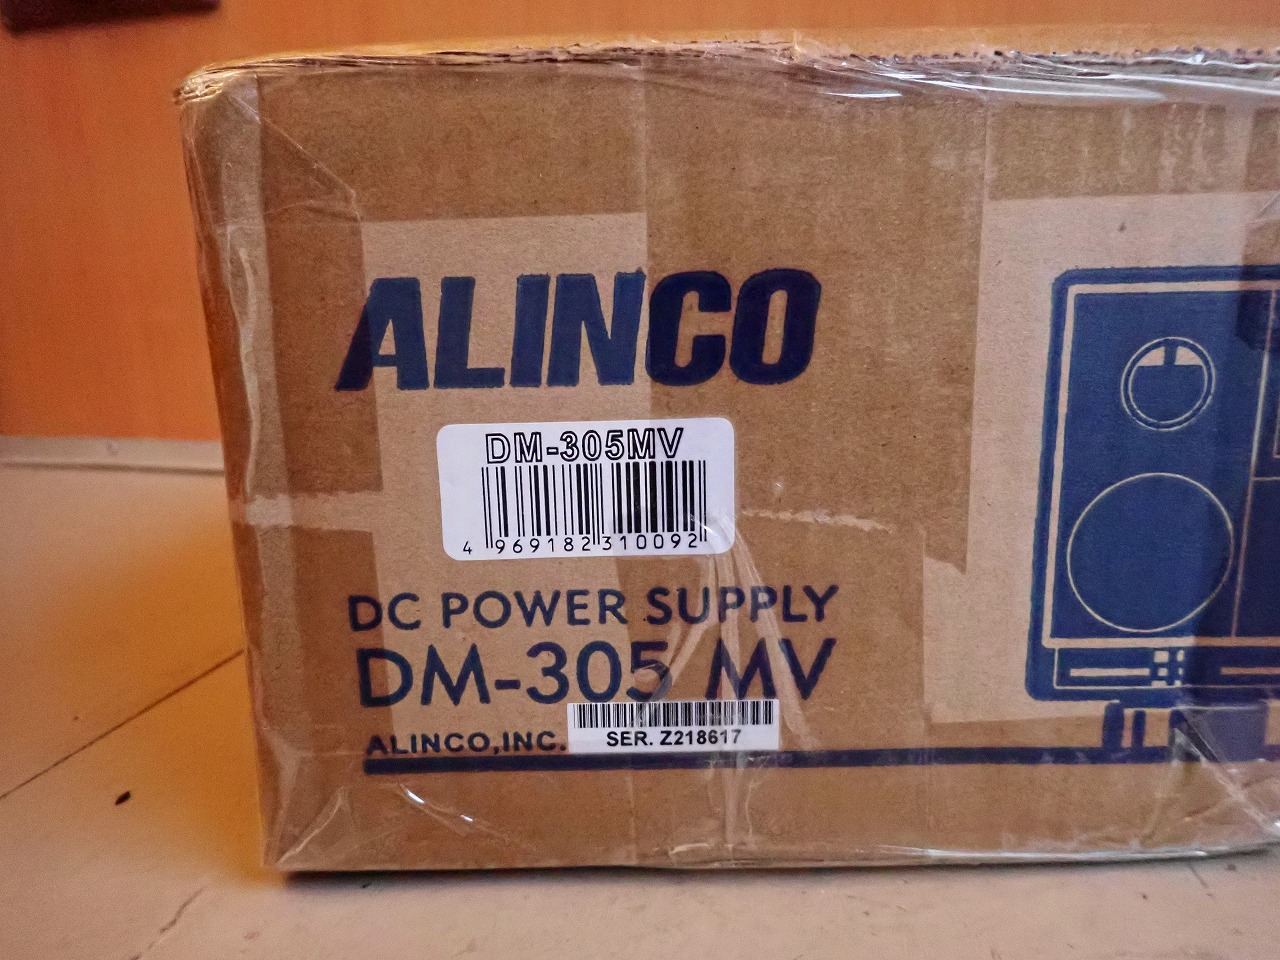 ALINCO
DM-305MV
4 969182 310092
DC POWER SUPPLY
DM-305 MV
ALINCO,INC.
SER. Z218617